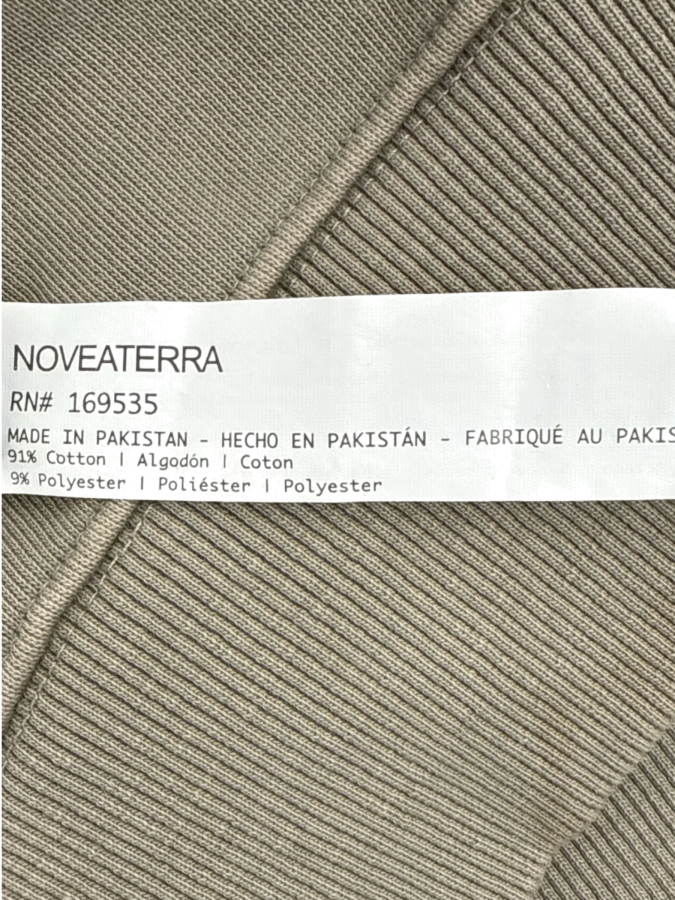 NOVEATERRA
RN# 169535
MADE IN PAKISTAN - HECHO EN PAKISTÁN - FABRIQUÉ AU
91% Cotton | Algodón | Coton
9% Polyester | Poliéster | Polyester